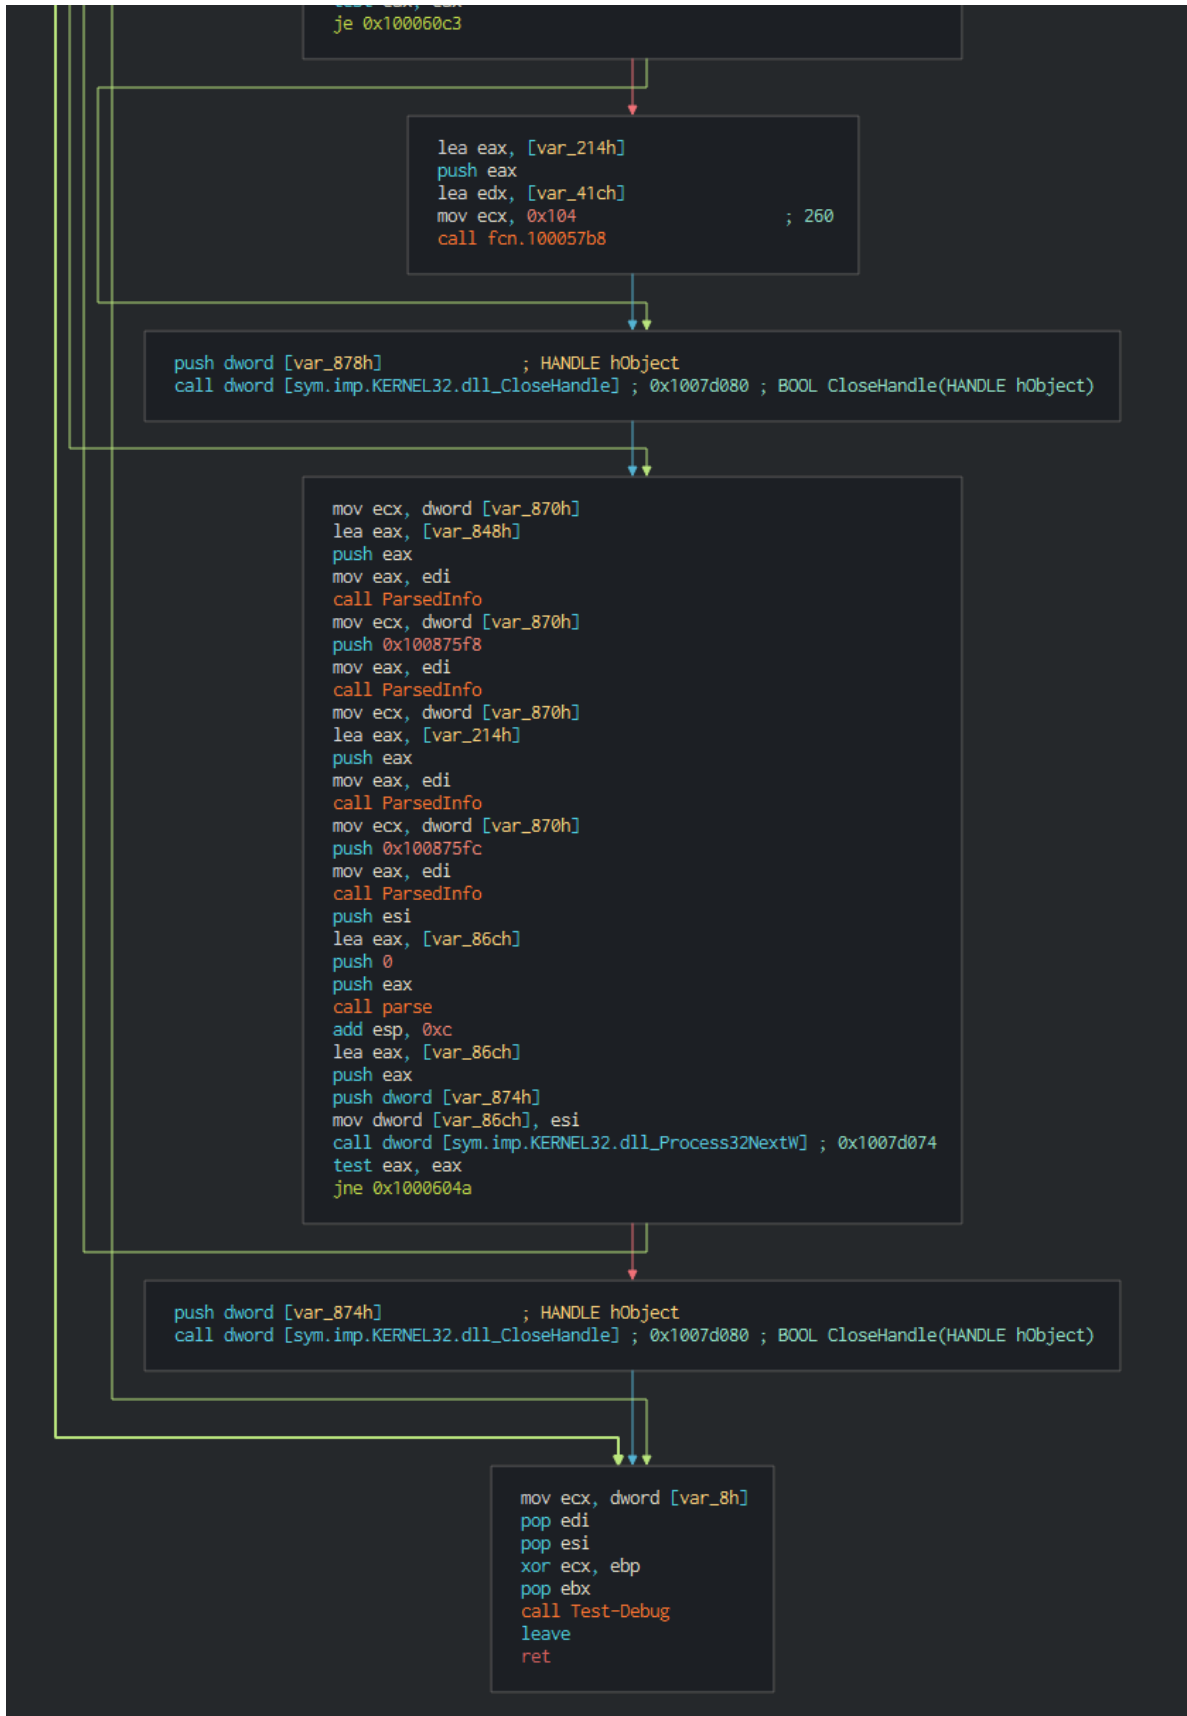 je 0x100060c3
lea eax, [var_214h]
push eax
lea edx, [var_41ch]
mov ecx, 0x104 ; 260
call fcn.100057b8
push dword [var_878h] ; HANDLE hObject
call dword [sym.imp.KERNEL32.dll_CloseHandle] ; 0x1007d080 ; BOOL CloseHandle(HANDLE hObject)
mov ecx, dword [var_870h]
lea eax, [var_848h]
push eax
mov eax, edi
call ParsedInfo
mov ecx, dword [var_870h]
push 0x100875f8
mov eax, edi
call ParsedInfo
mov ecx, dword [var_870h]
lea eax, [var_214h]
push eax
mov eax, edi
call ParsedInfo
mov ecx, dword [var_870h]
push 0x100875fc
mov eax, edi
call ParsedInfo
push esi
lea eax, [var_86ch]
push 0
push eax
call parse
add esp, 0xc
lea eax, [var_86ch]
push eax
push dword [var_874h]
mov dword [var_86ch], esi
call dword [sym.imp.KERNEL32.dll_Process32NextW] ; 0x1007d074
test eax, eax
jne 0x1000604a
push dword [var_874h] ; HANDLE hObject
call dword [sym.imp.KERNEL32.dll_CloseHandle] ; 0x1007d080 ; BOOL CloseHandle(HANDLE hObject)
mov ecx, dword [var_8h]
pop edi
pop esi
xor ecx, ebp
pop ebx
call Test-Debug
leave
ret